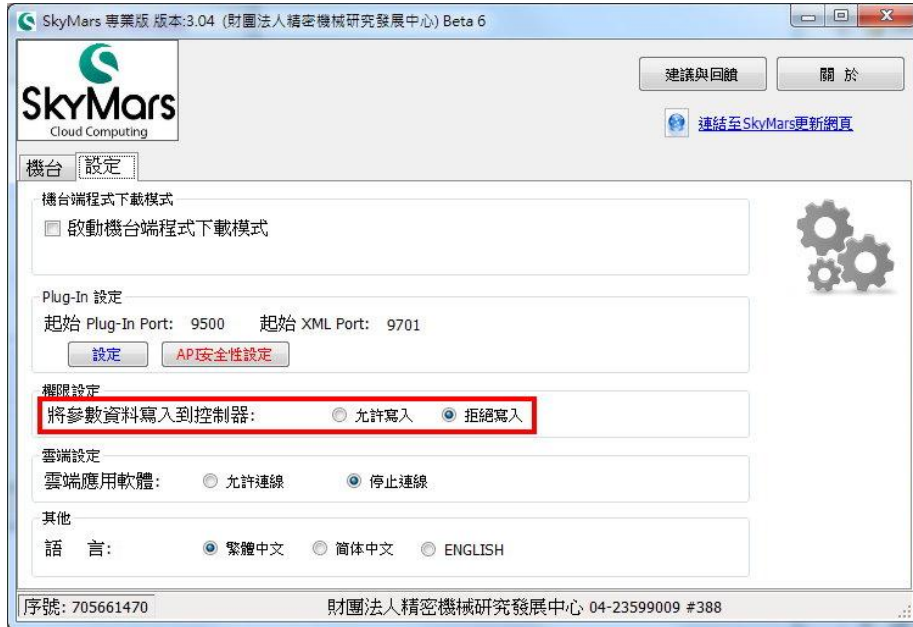 SkyMars 專業版 版本:3.04 (財團法人精密機械研究發展中心) Beta 6
SkyMars
Cloud Computing
建議與回饋
關 於
連結至SkyMars更新網頁
機台 設定
機台端程式下載模式
啟動機台端程式下載模式
Plug-In 設定
起始 Plug-In Port: 9500 起始 XML Port: 9701
設定 API安全性設定
權限設定
將參數資料寫入到控制器: 允許寫入 拒絕寫入
雲端設定
雲端應用軟體: 允許連線 停止連線
其他
語 言: 繁體中文 简体中文 ENGLISH
序號: 705661470 財團法人精密機械研究發展中心 04-23599009 #388